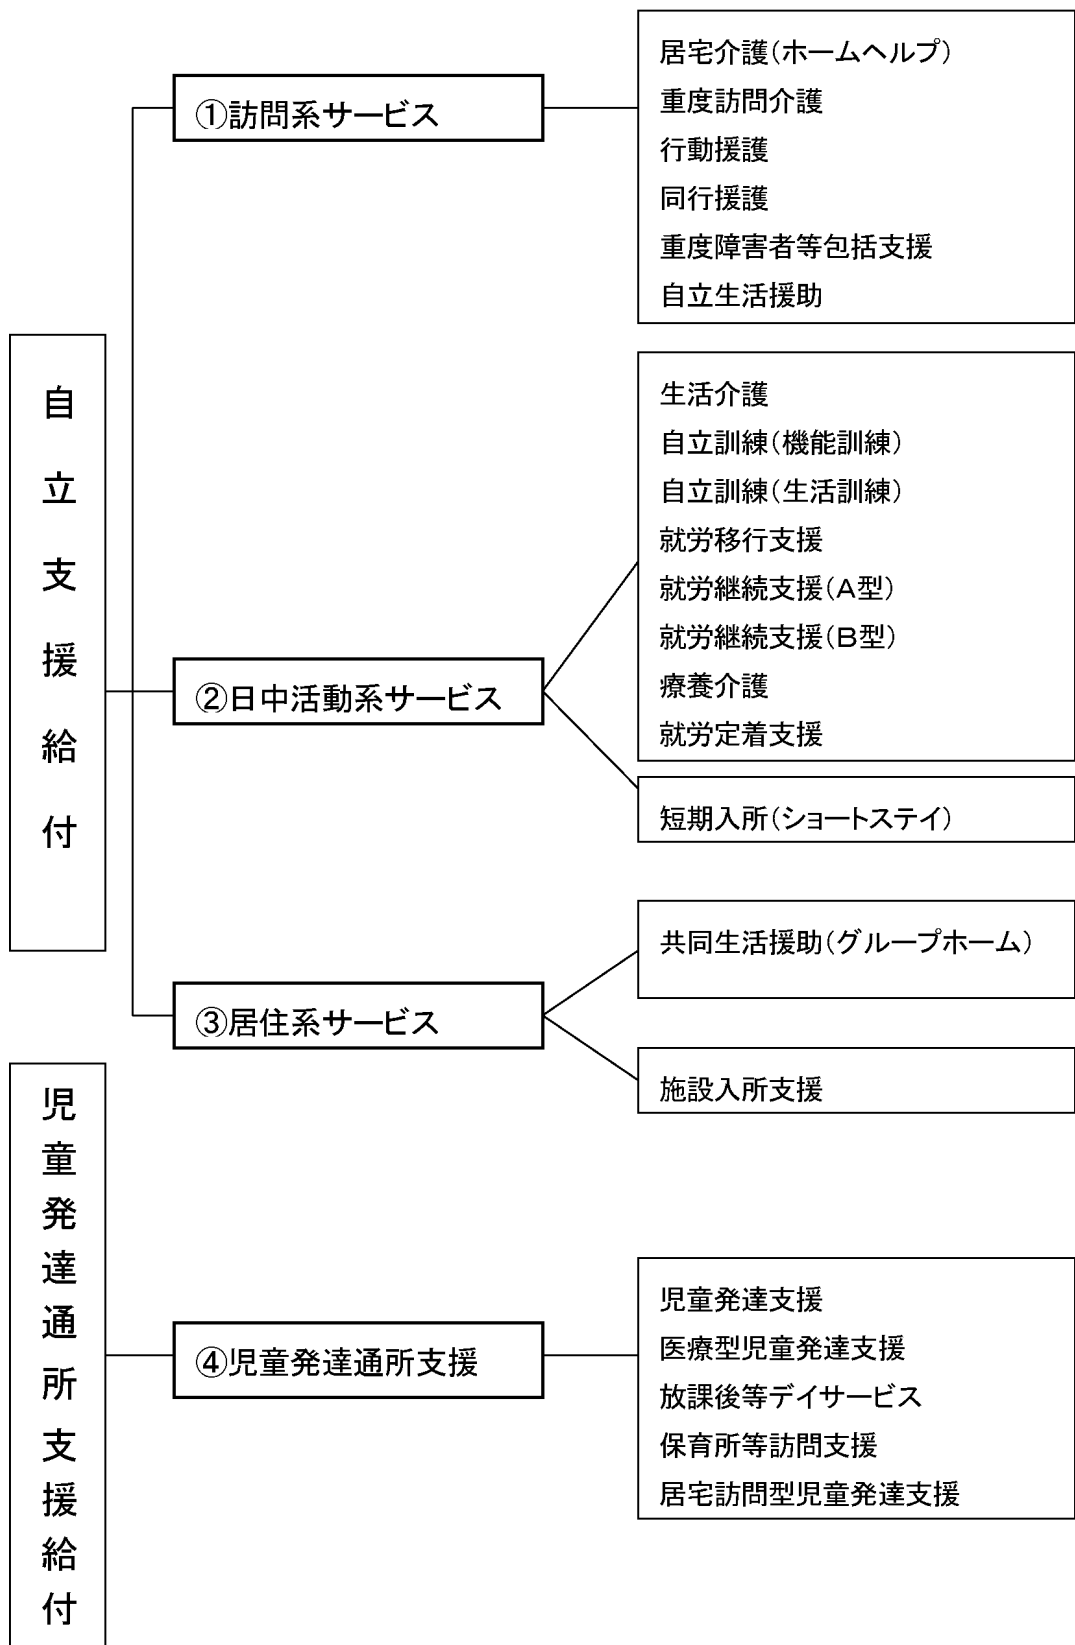 自立支援給付
①訪問系サービス
居宅介護(ホームヘルプ)
重度訪問介護
行動援護
同行援護
重度障害者等包括支援
自立生活援助
②日中活動系サービス
生活介護
自立訓練(機能訓練)
自立訓練(生活訓練)
就労移行支援
就労継続支援(A型)
就労継続支援(B型)
療養介護
就労定着支援
短期入所(ショートステイ)
③居住系サービス
共同生活援助(グループホーム)
施設入所支援
児童発達通所支援給付
④児童発達通所支援
児童発達支援
医療型児童発達支援
放課後等デイサービス
保育所等訪問支援
居宅訪問型児童発達支援